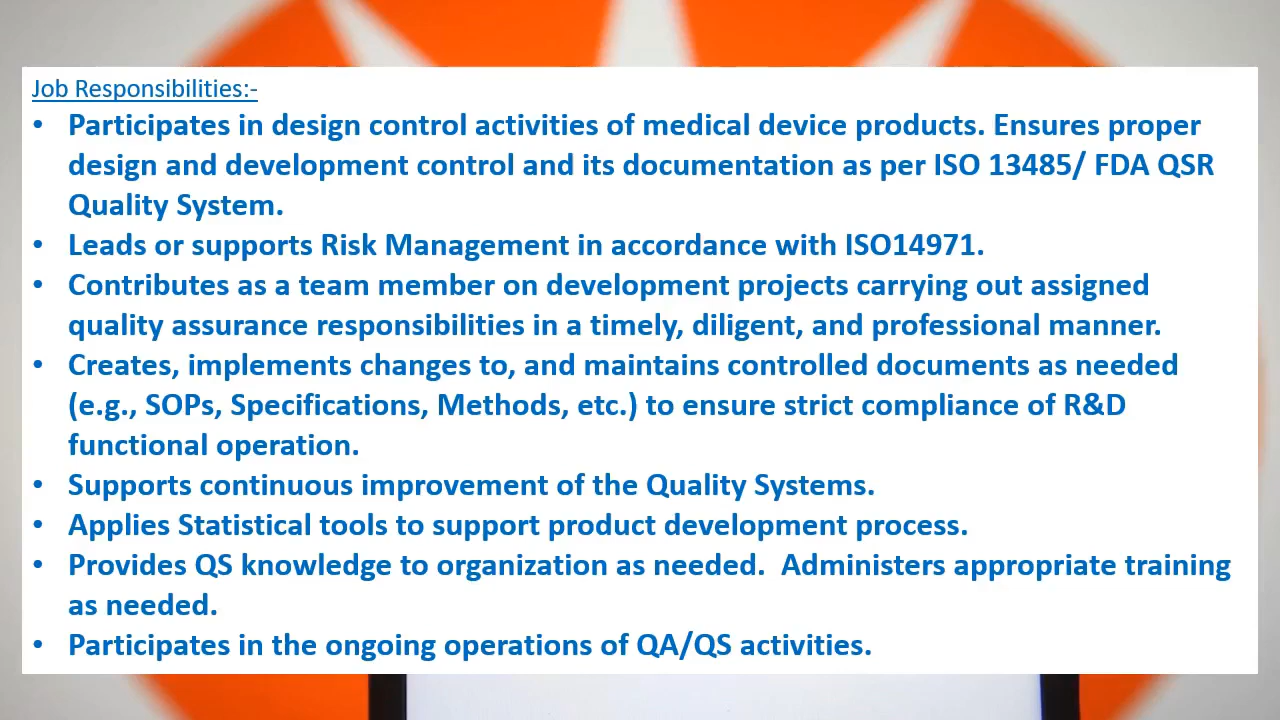 Job Responsibilities:-
• Participates in design control activities of medical device products. Ensures proper
design and development control and its documentation as per ISO 13485/ FDA QSR
Quality System.
• Leads or supports Risk Management in accordance with ISO14971.
• Contributes as a team member on development projects carrying out assigned
quality assurance responsibilities in a timely, diligent, and professional manner.
• Creates, implements changes to, and maintains controlled documents as needed
(e.g., SOPs, Specifications, Methods, etc.) to ensure strict compliance of R&D
functional operation.
• Supports continuous improvement of the Quality Systems.
• Applies Statistical tools to support product development process.
• Provides QS knowledge to organization as needed.  Administers appropriate training
as needed.
• Participates in the ongoing operations of QA/QS activities.